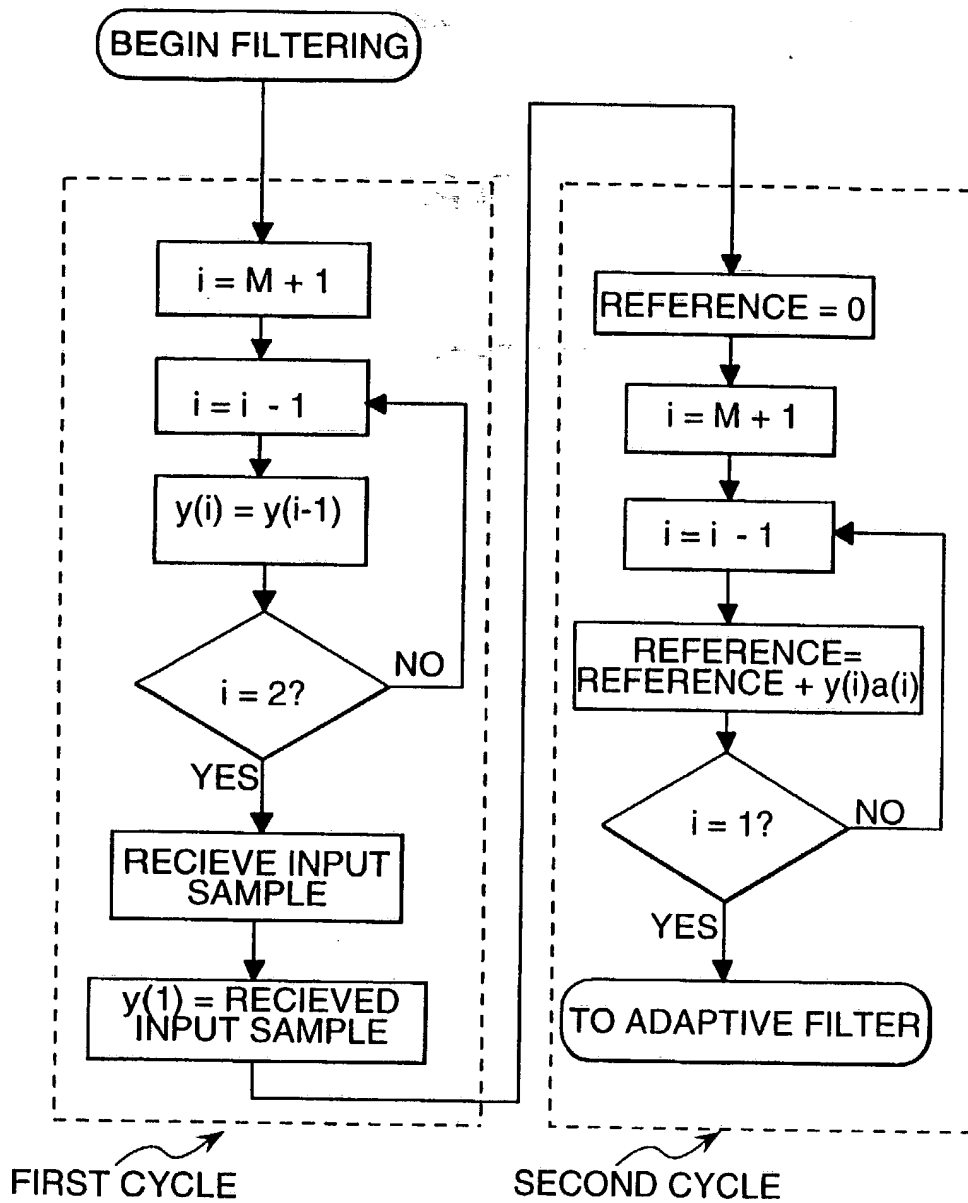 BEGIN FILTERING
i = M + 1
i = i - 1
y(i) = y(i-1)
i = 2?
NO
YES
RECIEVE INPUT
SAMPLE
y(1) = RECIEVED
INPUT SAMPLE
FIRST CYCLE
REFERENCE = 0
i = M + 1
i = i - 1
REFERENCE=
REFERENCE + y(i)a(i)
i = 1?
NO
YES
TO ADAPTIVE FILTER
SECOND CYCLE